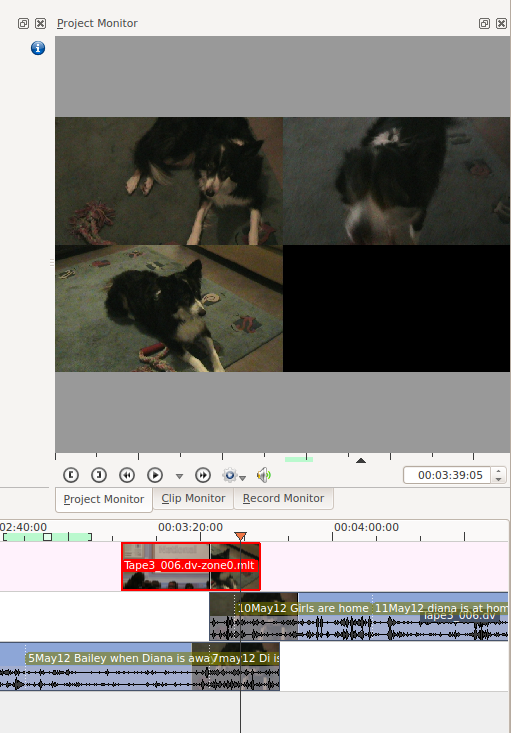 Project Monitor
00:03:39:05
Project Monitor
Clip Monitor
Record Monitor
02:40:00
00:03:20:00
00:04:00:00
Tape3_006.dv-zone0.mlt
10May12 Girls are home
11May12 diana is at hom
Tape3_006.dv
5May12 Bailey when Diana is awa
7may12 Di is